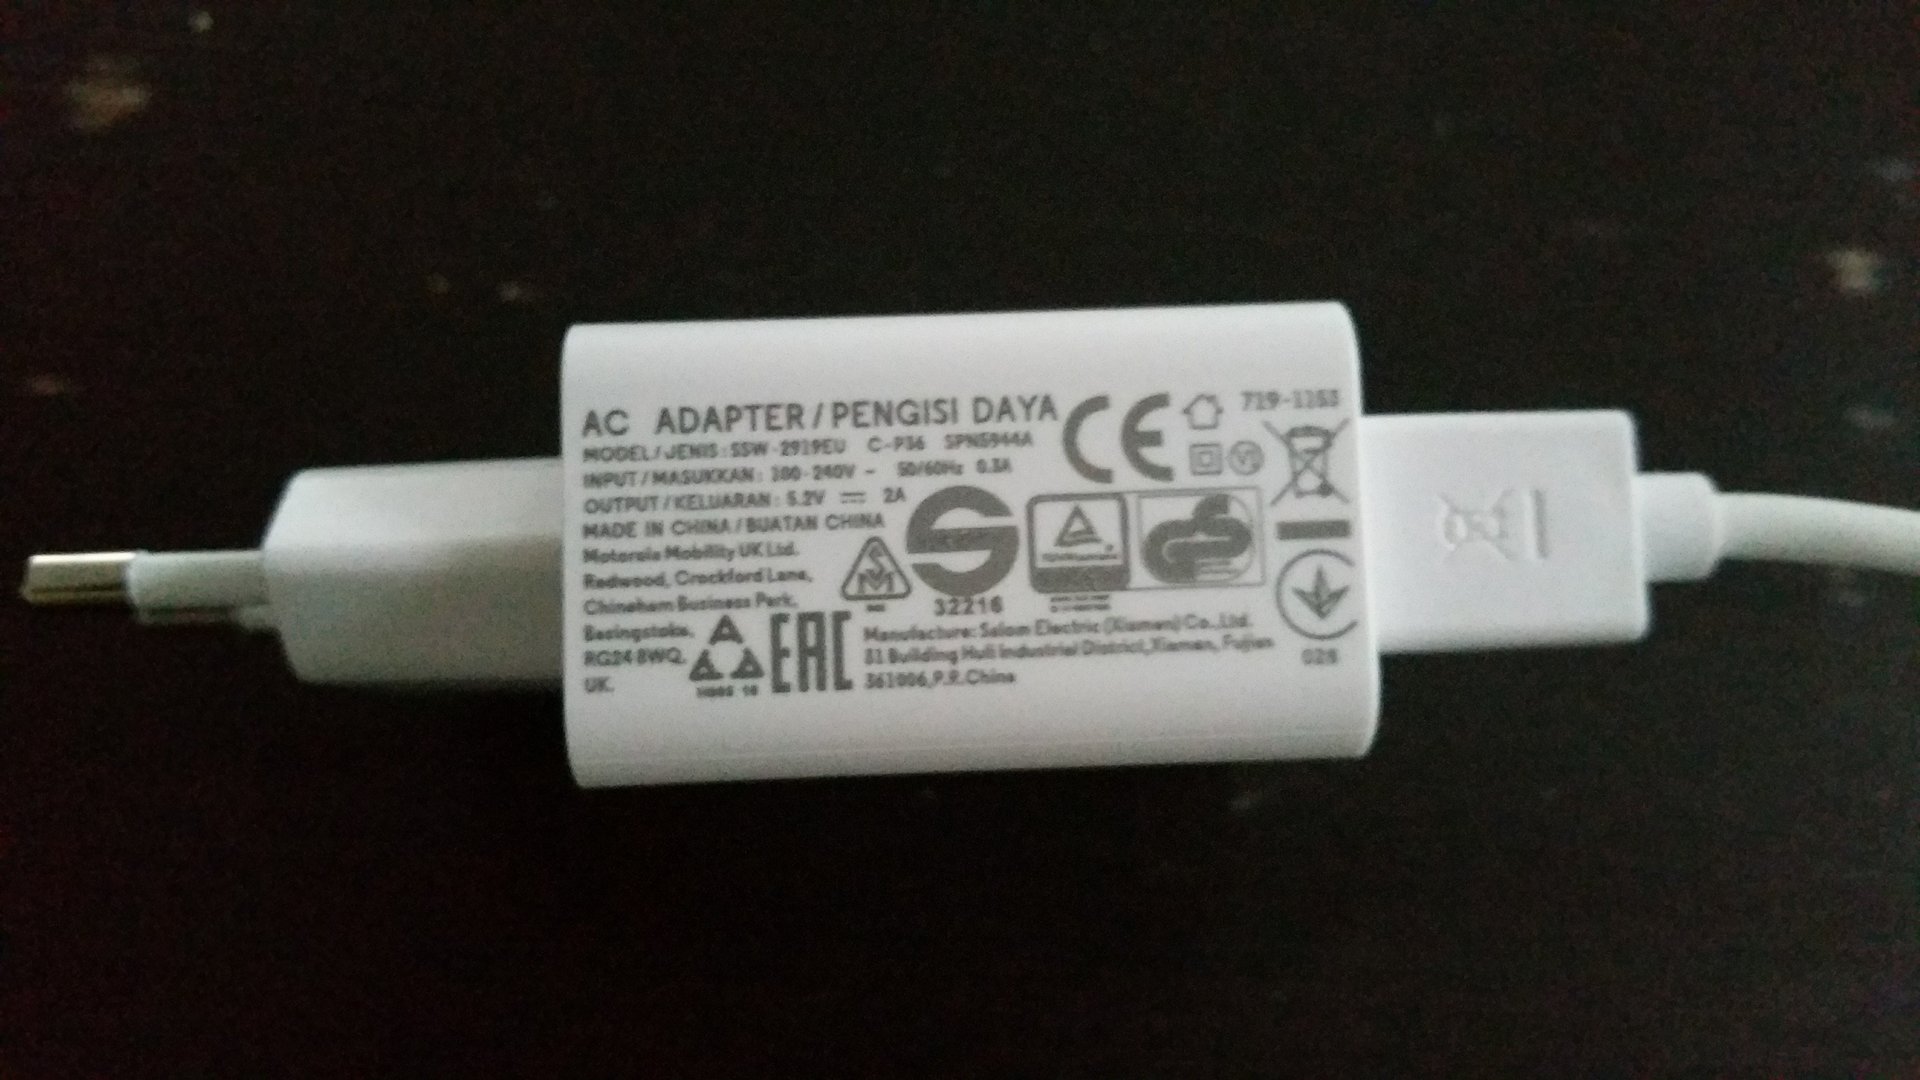 AC ADAPTER / PENGISI DAYA
MODEL / JENIS : SSW-2919EU C-P36 SPN5944A
INPUT / MASUKKAN : 100-240V ~ 50/60Hz 0.3A
OUTPUT / KELUARAN : 5.2V ⎓ 2A
MADE IN CHINA / BUATAN CHINA
Motorola Mobility UK Ltd.
Redwood, Crockford Lane,
Chineham Business Park,
Basingstoke,
RG24 8WQ,
UK.
CE
719-1153
S
32216
EAC
Manufacture: Salom Electric (Xiamen) Co., Ltd.
31 Building Huli Industrial District, Xiamen, Fujian
361006, P.R. China
028